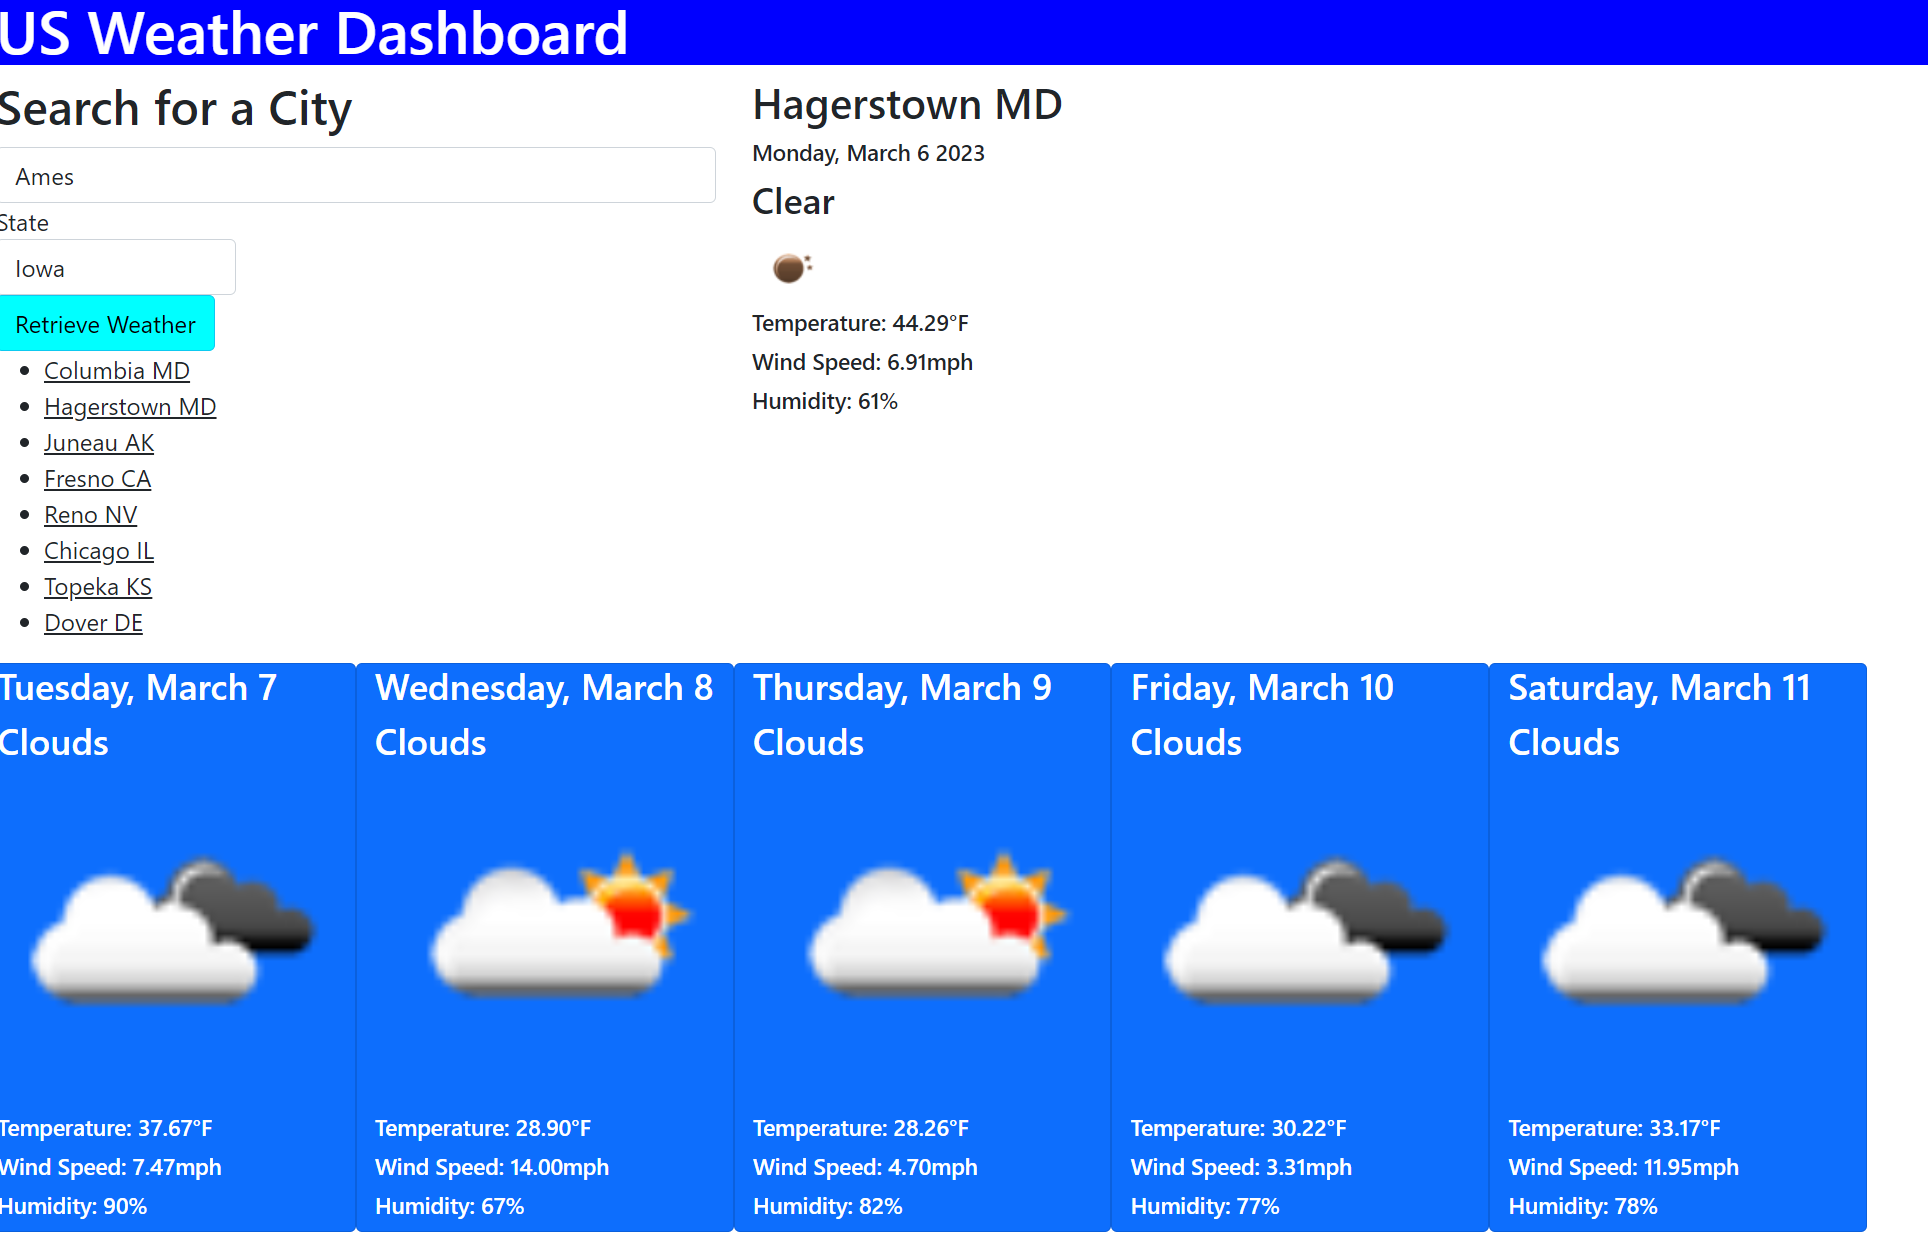 US Weather Dashboard
Search for a City
Ames
State
Iowa
Retrieve Weather
Columbia MD
Hagerstown MD
Juneau AK
Fresno CA
Reno NV
Chicago IL
Topeka KS
Dover DE
Hagerstown MD
Monday, March 6 2023
Clear
Temperature: 44.29°F
Wind Speed: 6.91mph
Humidity: 61%
Tuesday, March 7
Clouds
Temperature: 37.67°F
Wind Speed: 7.47mph
Humidity: 90%
Wednesday, March 8
Clouds
Temperature: 28.90°F
Wind Speed: 14.00mph
Humidity: 67%
Thursday, March 9
Clouds
Temperature: 28.26°F
Wind Speed: 4.70mph
Humidity: 82%
Friday, March 10
Clouds
Temperature: 30.22°F
Wind Speed: 3.31mph
Humidity: 77%
Saturday, March 11
Clouds
Temperature: 33.17°F
Wind Speed: 11.95mph
Humidity: 78%